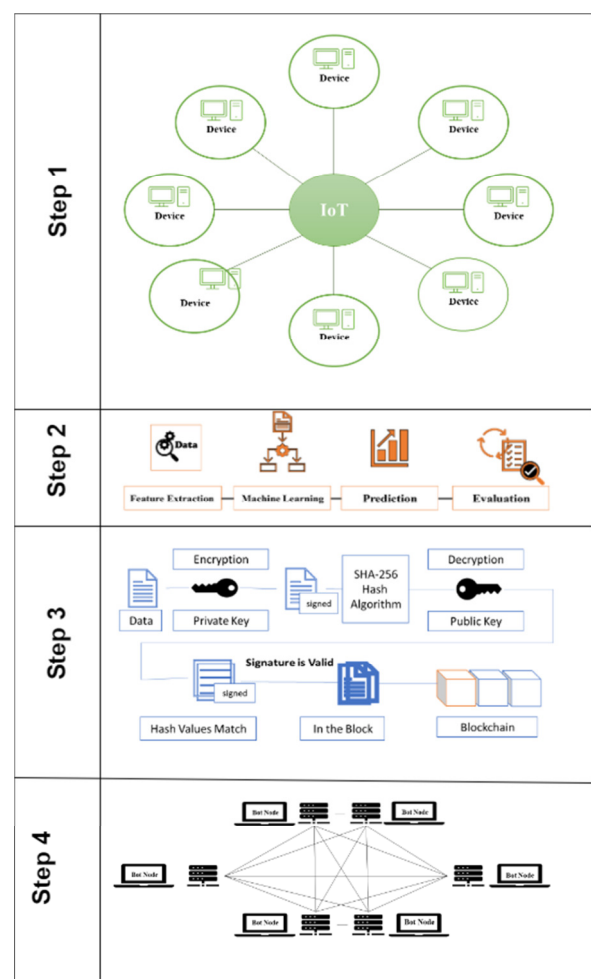 Step 1
Device
Device
Device
Device
IoT
Device
Device
Device
Device
Step 2
Data
Feature Extraction
Machine Learning
Prediction
Evaluation
Step 3
Encryption
Decryption
SHA-256
Hash
Algorithm
signed
Data
Private Key
Public Key
Signature is Valid
signed
Hash Values Match
In the Block
Blockchain
Step 4
Bot Node
Bot Node
Bot Node
Bot Node
Bot Node
Bot Node